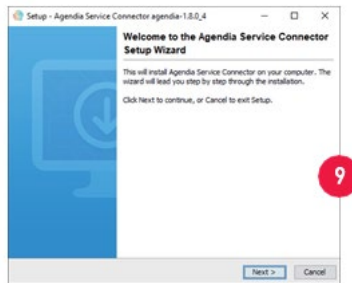 Setup - Agendia Service Connector agendia-1.8.0_4
Welcome to the Agendia Service Connector
Setup Wizard
This will install Agendia Service Connector on your computer. The
wizard will lead you step by step through the installation.
Click Next to continue, or Cancel to exit Setup.
9
Next >
Cancel